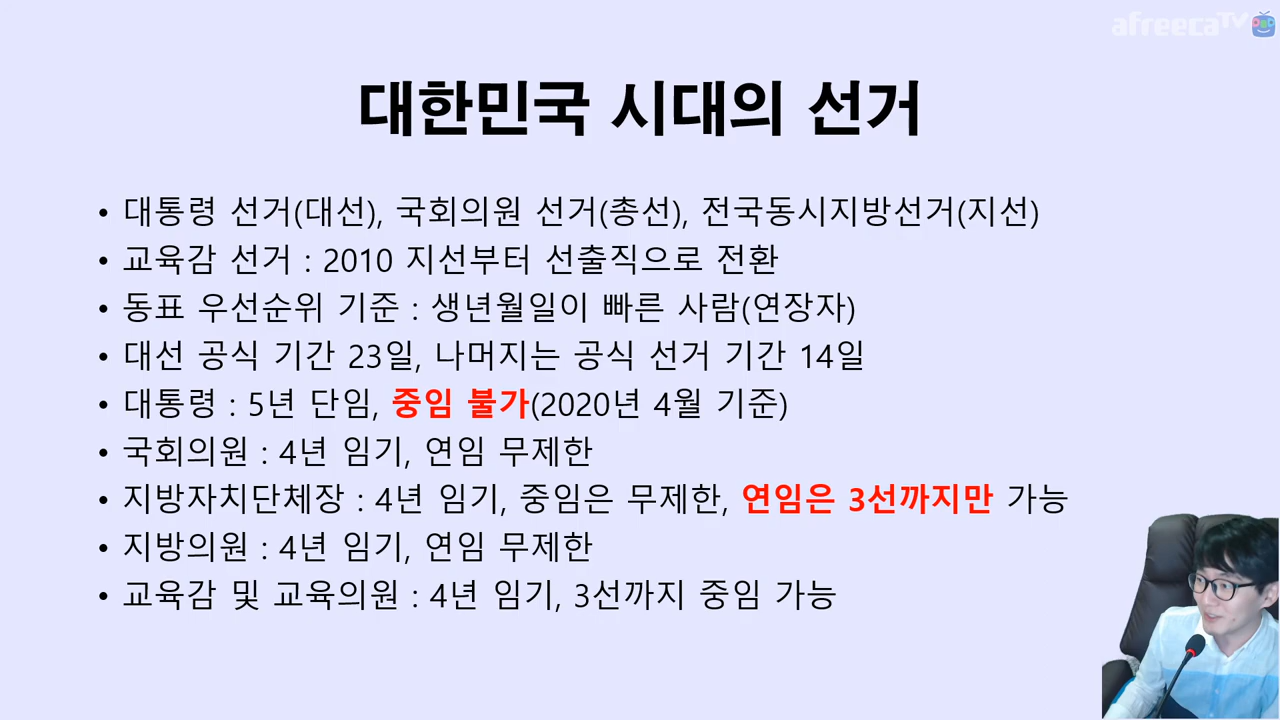 afreecaTV
대한민국 시대의 선거
• 대통령 선거(대선), 국회의원 선거(총선), 전국동시지방선거(지선)
• 교육감 선거 : 2010 지선부터 선출직으로 전환
• 동표 우선순위 기준 : 생년월일이 빠른 사람(연장자)
• 대선 공식 기간 23일, 나머지는 공식 선거 기간 14일
• 대통령 : 5년 단임, 중임 불가(2020년 4월 기준)
• 국회의원 : 4년 임기, 연임 무제한
• 지방자치단체장 : 4년 임기, 중임은 무제한, 연임은 3선까지만 가능
• 지방의원 : 4년 임기, 연임 무제한
• 교육감 및 교육의원 : 4년 임기, 3선까지 중임 가능